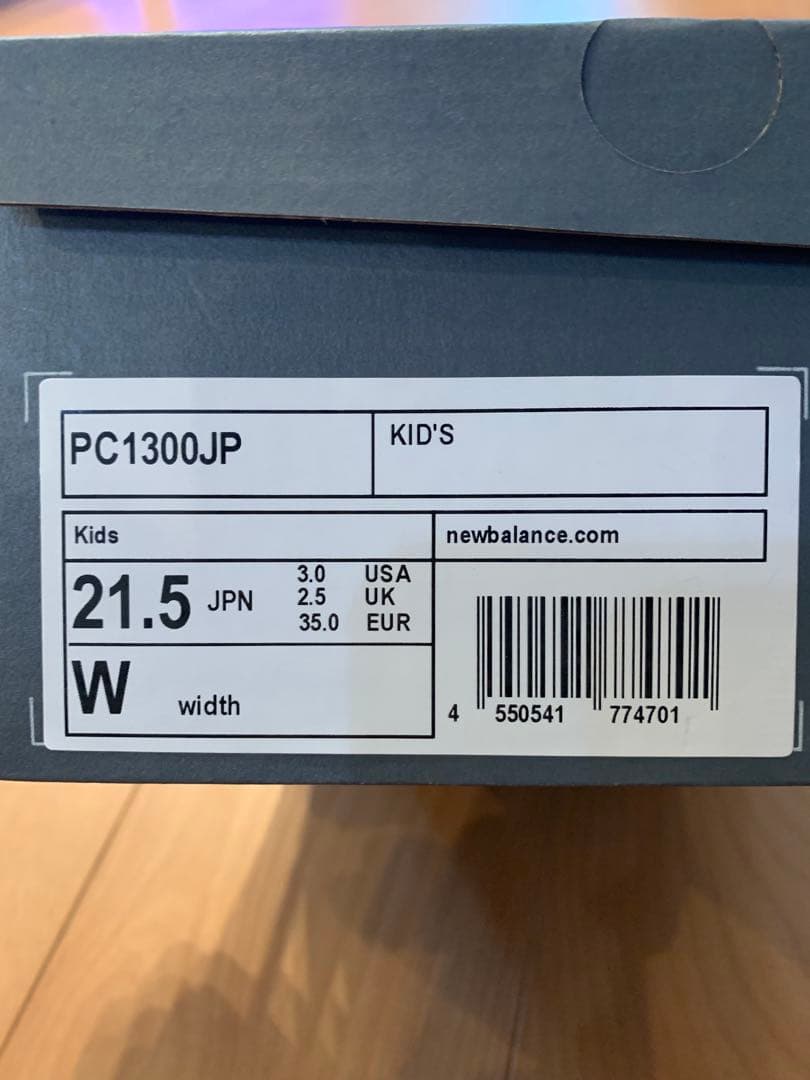 PC1300JP
KID'S
Kids
newbalance.com
21.5 JPN
3.0 USA
2.5 UK
35.0 EUR
W width
4 550541 774701